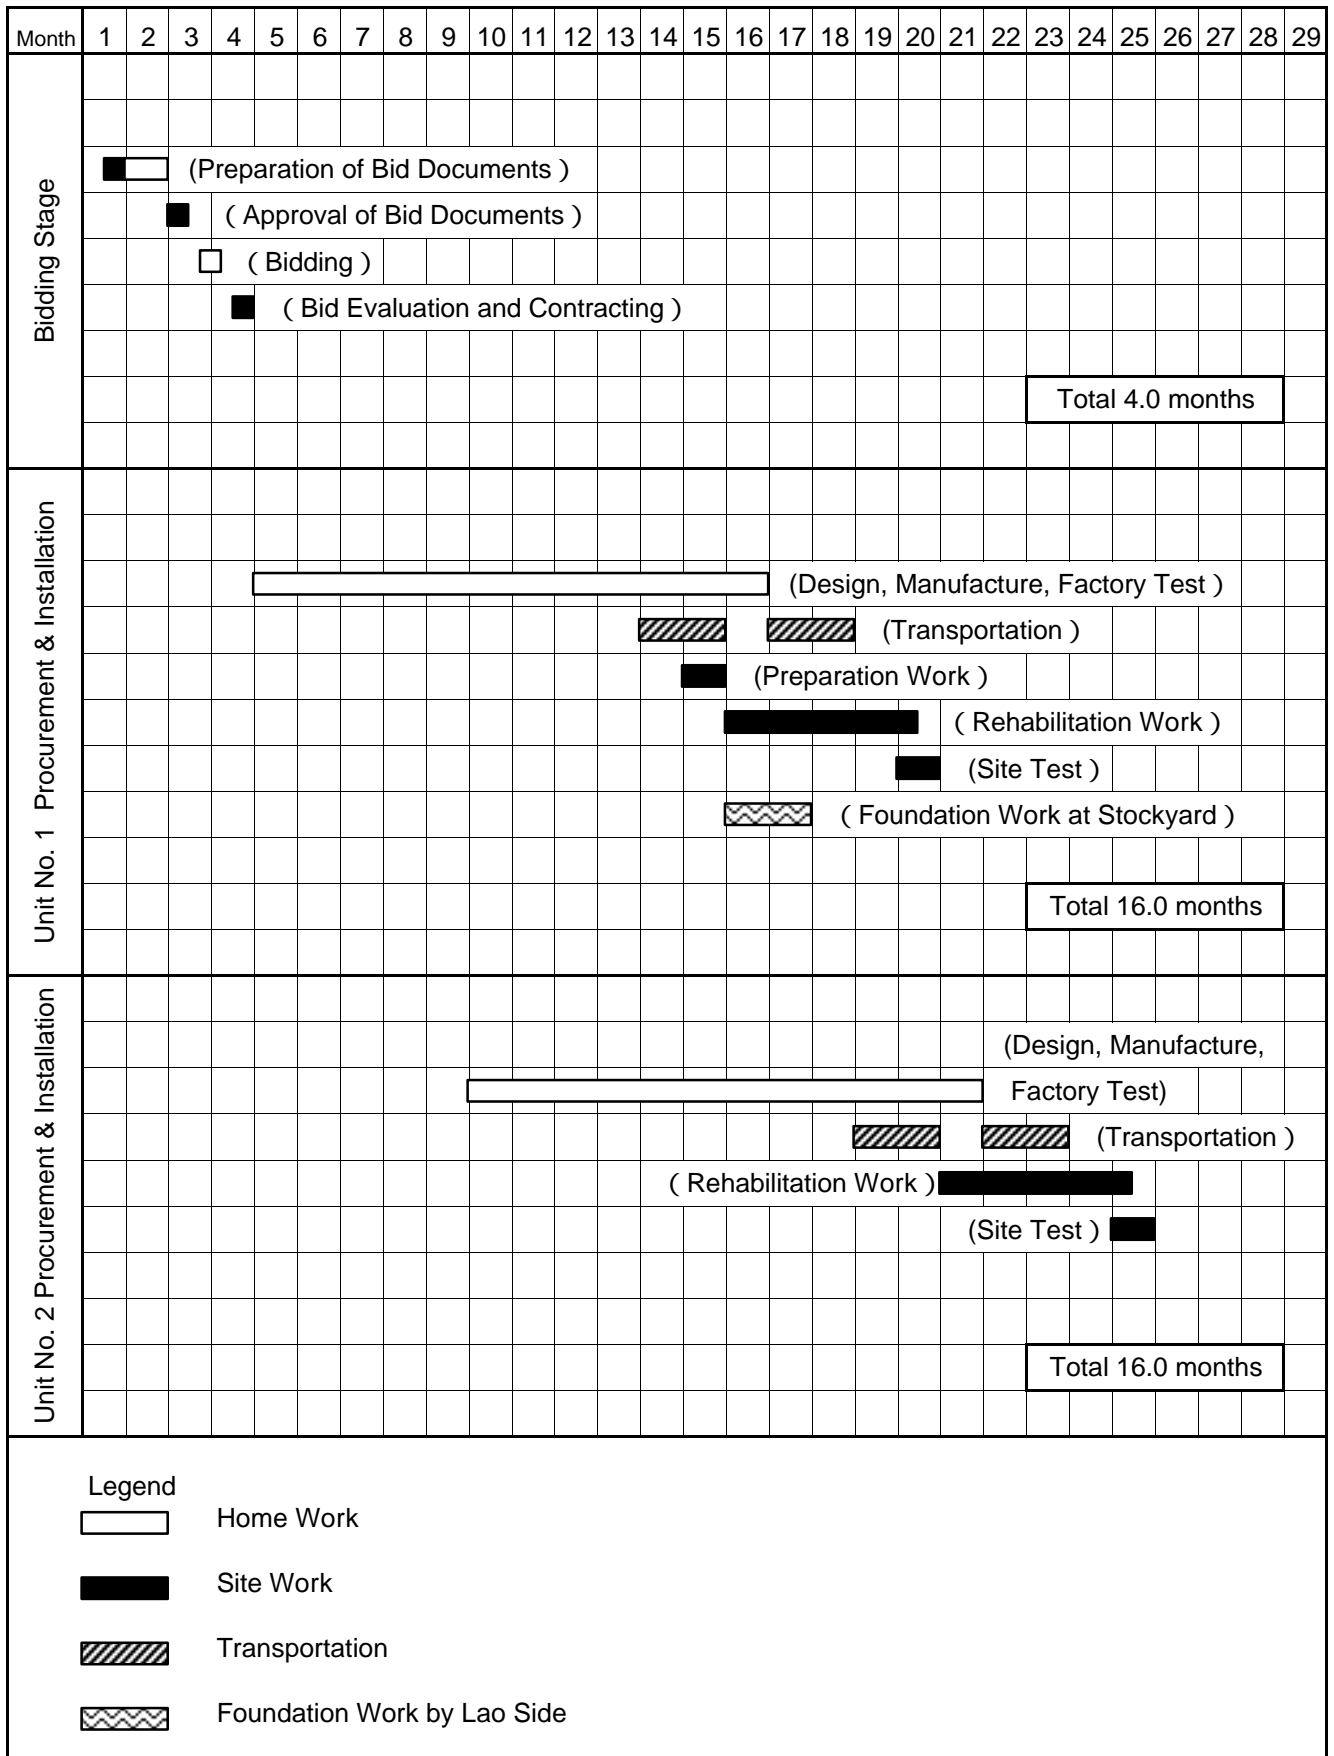 Month 1 2 3 4 5 6 7 8 9 10 11 12 13 14 15 16 17 18 19 20 21 22 23 24 25 26 27 28 29
Bidding Stage
(Preparation of Bid Documents )
( Approval of Bid Documents )
( Bidding )
( Bid Evaluation and Contracting )
Total 4.0 months
Unit No. 1 Procurement & Installation
(Design, Manufacture, Factory Test )
(Transportation )
(Preparation Work )
( Rehabilitation Work )
(Site Test )
( Foundation Work at Stockyard )
Total 16.0 months
Unit No. 2 Procurement & Installation
(Design, Manufacture,
Factory Test)
(Transportation )
( Rehabilitation Work )
(Site Test )
Total 16.0 months
Legend
Home Work
Site Work
Transportation
Foundation Work by Lao Side